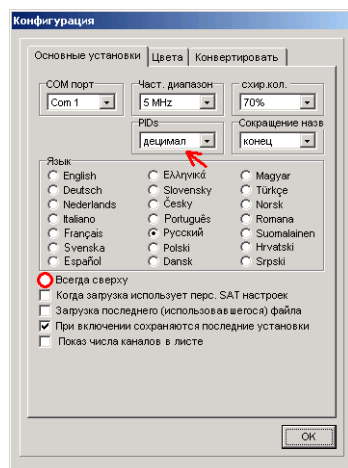 Конфигурация
Основные установки Цвета Конвертировать
COM порт Част. диапазон схир.кол.
Com 1 5 MHz 70%
PIDs Сокращение назв
децимал конец
Язык
English Ελληνικά Magyar
Deutsch Slovensky Türkçe
Nederlands Česky Norsk
Italiano Português Romana
Français Русский Suomalainen
Svenska Polski Hrvatski
Español Dansk Srpski
Всегда сверху
Когда загрузка использует перс. SAT настроек
Загрузка последнего (использовавшегося) файла
При включении сохраняются последние установки
Показ числа каналов в листе
OK